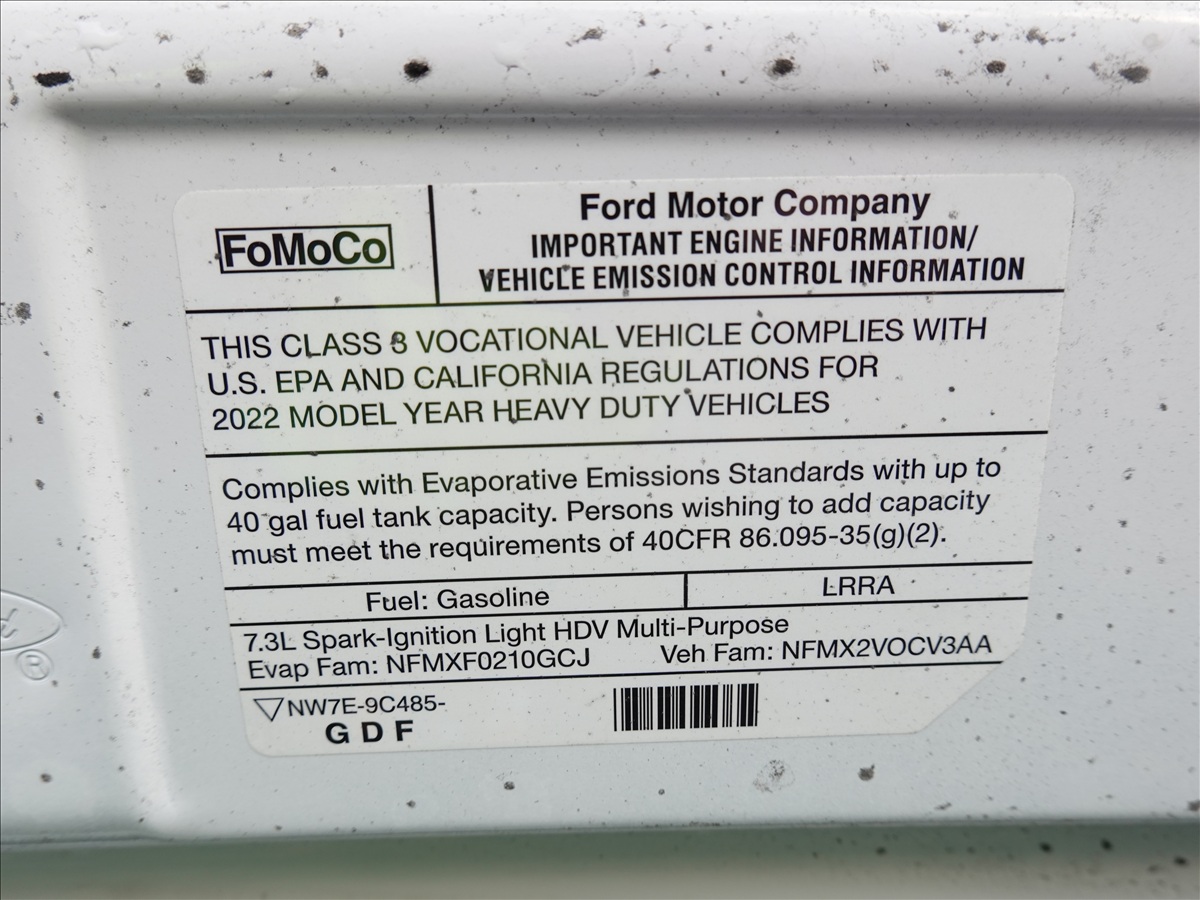 FoMoCo
Ford Motor Company
IMPORTANT ENGINE INFORMATION/
VEHICLE EMISSION CONTROL INFORMATION
THIS CLASS 3 VOCATIONAL VEHICLE COMPLIES WITH
U.S. EPA AND CALIFORNIA REGULATIONS FOR
2022 MODEL YEAR HEAVY DUTY VEHICLES
Complies with Evaporative Emissions Standards with up to
40 gal fuel tank capacity. Persons wishing to add capacity
must meet the requirements of 40CFR 86.095-35(g)(2).
Fuel: Gasoline
LRRA
7.3L Spark-Ignition Light HDV Multi-Purpose
Evap Fam: NFMXF0210GCJ Veh Fam: NFMX2VOCV3AA
NW7E-9C485-
G D F
®